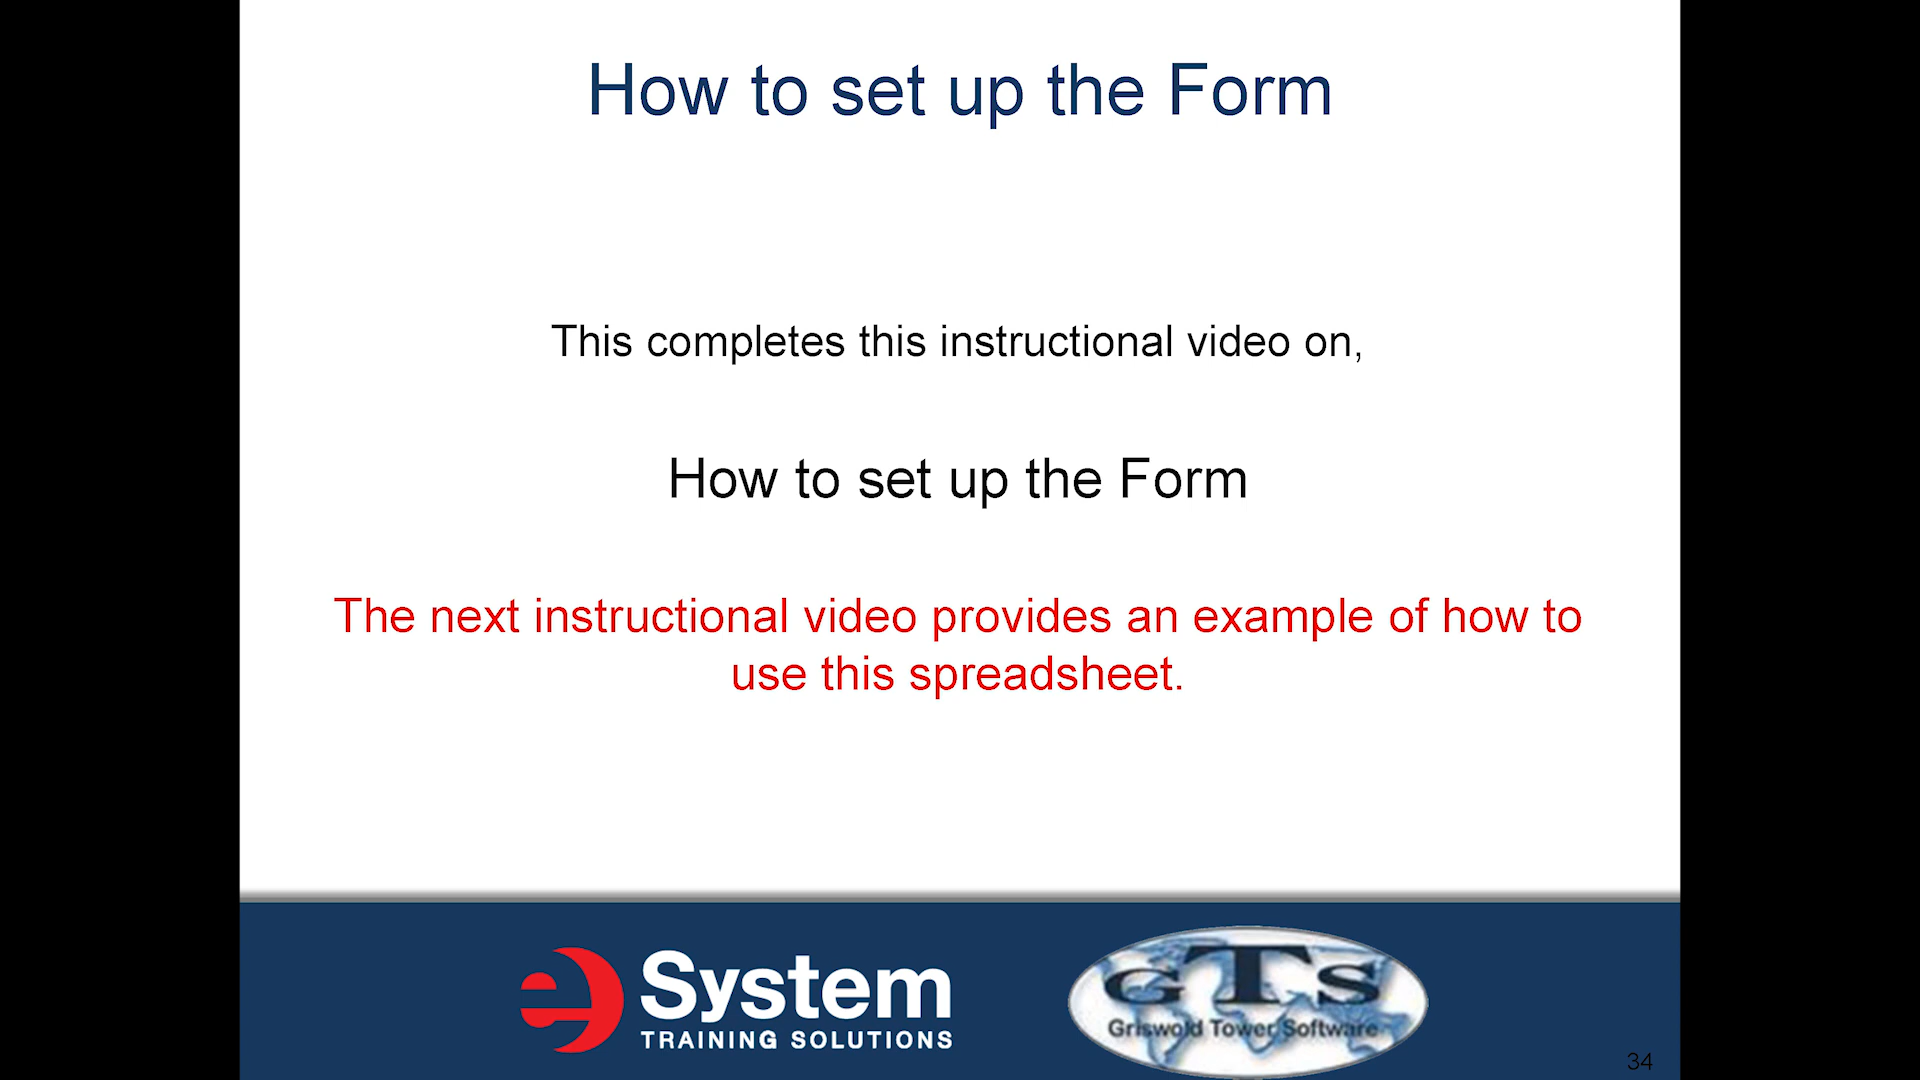 How to set up the Form
This completes this instructional video on,
How to set up the Form
The next instructional video provides an example of how to
use this spreadsheet.
eSystem
TRAINING SOLUTIONS
GTS
Griswold Tower Software
34